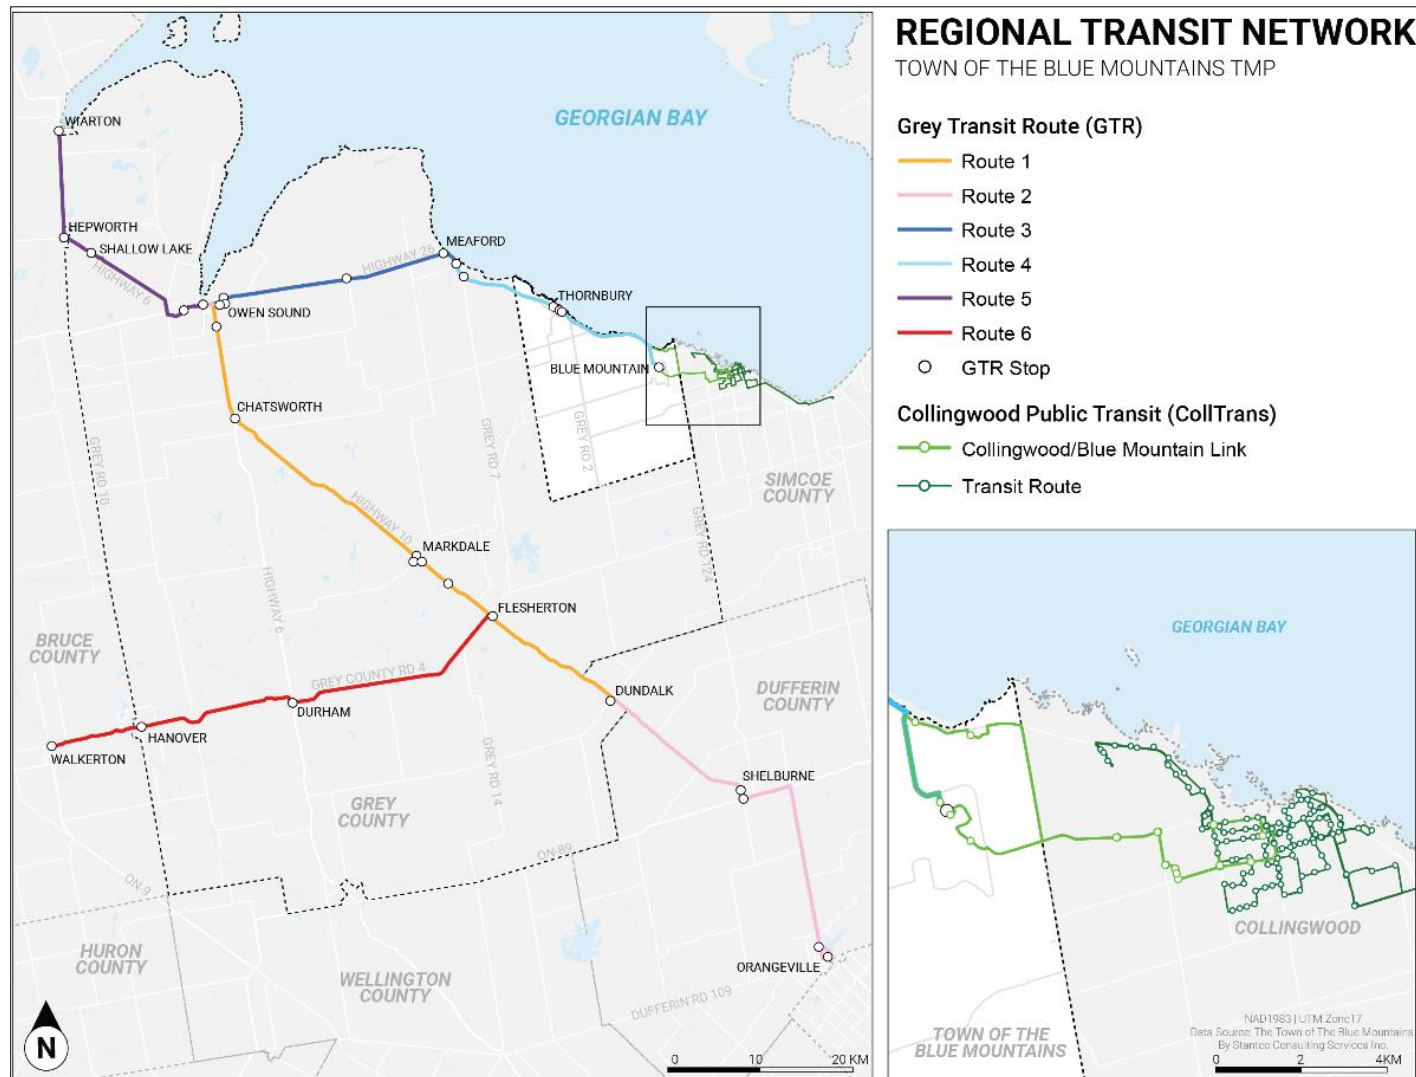 REGIONAL TRANSIT NETWORK
TOWN OF THE BLUE MOUNTAINS TMP
Grey Transit Route (GTR)
Route 1
Route 2
Route 3
Route 4
Route 5
Route 6
GTR Stop
Collingwood Public Transit (CollTrans)
Collingwood/Blue Mountain Link
Transit Route
GEORGIAN BAY
WIARTON
HEPWORTH
SHALLOW LAKE
HIGHWAY 6
OWEN SOUND
HIGHWAY 26
MEAFORD
THORNBURY
BLUE MOUNTAIN
CHATSWORTH
GREY RD 10
GREY RD 7
GREY RD 2
SIMCOE
COUNTY
HIGHWAY 10
MARKDALE
GREY RD 124
HIGHWAY 6
FLESHERTON
BRUCE
COUNTY
GREY COUNTY RD 4
DUNDALK
DUFFERIN
COUNTY
DURHAM
HANOVER
WALKERTON
GREY RD 14
SHELBURNE
GREY
COUNTY
ON-89
ON-9
HURON
COUNTY
WELLINGTON
COUNTY
ORANGEVILLE
DUFFERIN RD 109
N
0 10 20 KM
GEORGIAN BAY
COLLINGWOOD
TOWN OF THE
BLUE MOUNTAINS
NAD1983 | UTM Zone17
Data Source: The Town of The Blue Mountains
By Stantec Consulting Services Inc.
0 2 4KM